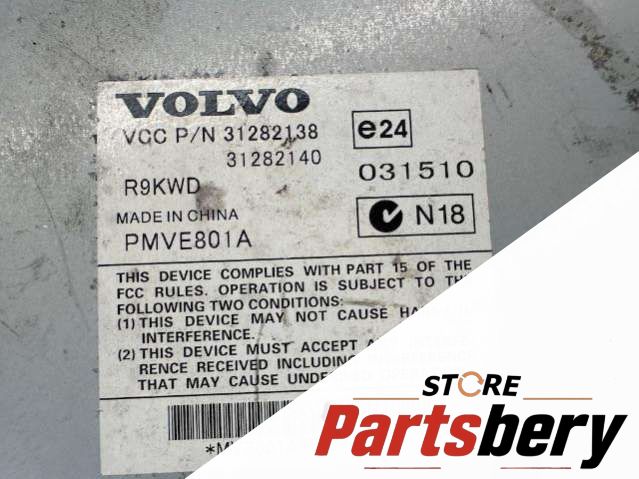 VOLVO
VCC P/N 31282138
31282140
e24
031510
R9KWD
N18
MADE IN CHINA
PMVE801A
THIS DEVICE COMPLIES WITH PART 15 OF THE
FCC RULES. OPERATION IS SUBJECT TO THE
FOLLOWING TWO CONDITIONS:
(1) THIS DEVICE MAY NOT CAUSE
INTERFERENCE.
(2) THIS DEVICE MUST ACCEPT
RENCE RECEIVED INCLUDING
THAT MAY CAUSE UNDESIRED
STORE
Partsbery